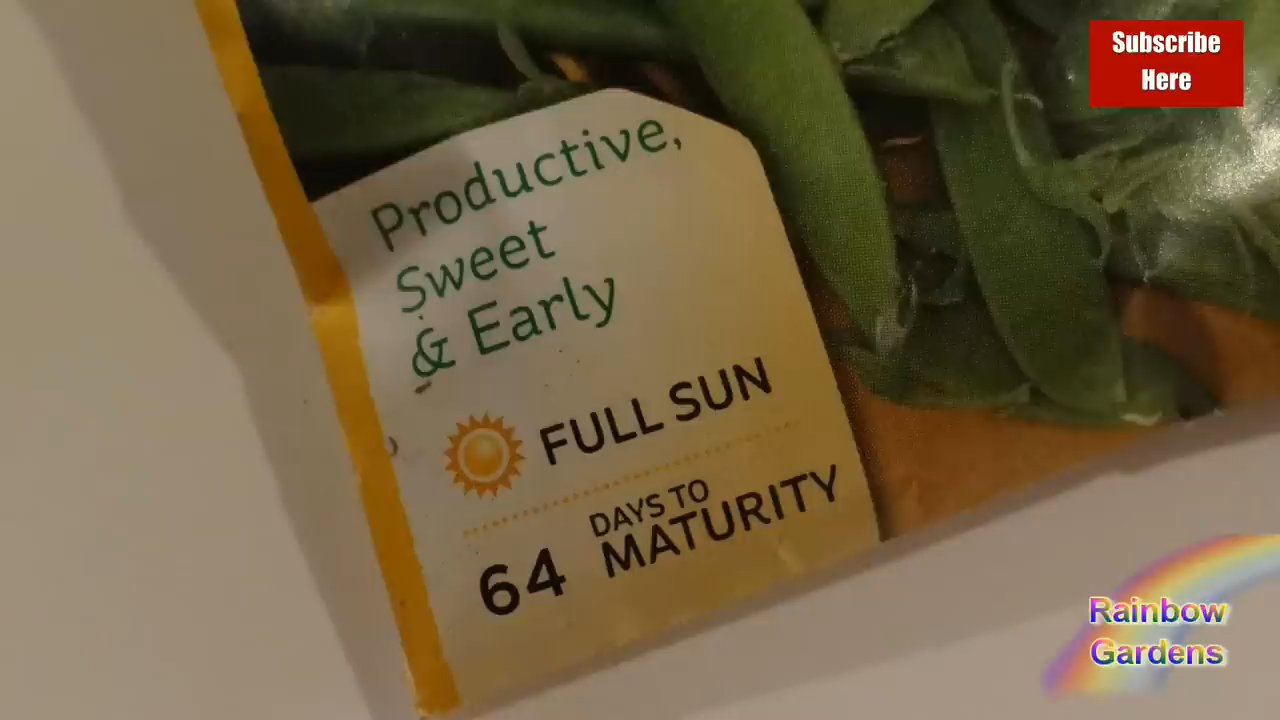 Subscribe
Here
Productive,
Sweet
& Early
FULL SUN
64 DAYS TO
MATURITY
Rainbow
Gardens